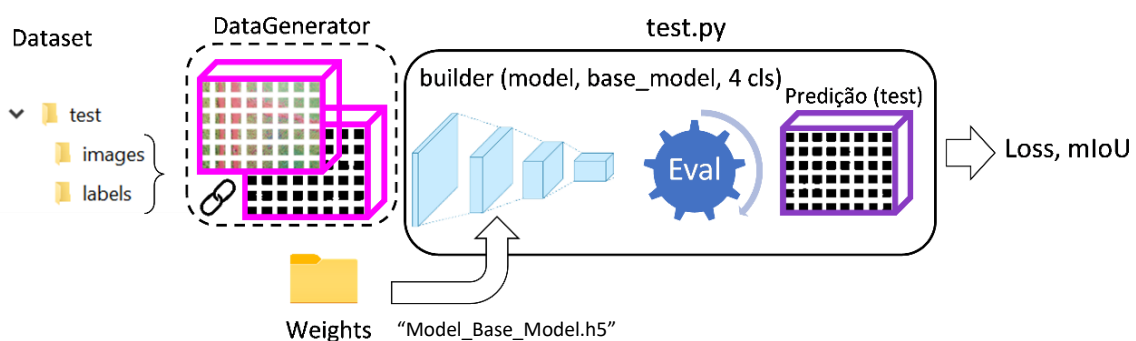 Dataset
test
images
labels
DataGenerator
test.py
builder (model, base_model, 4 cls)
Eval
Predição (test)
Loss, mIoU
Weights
“Model_Base_Model.h5”